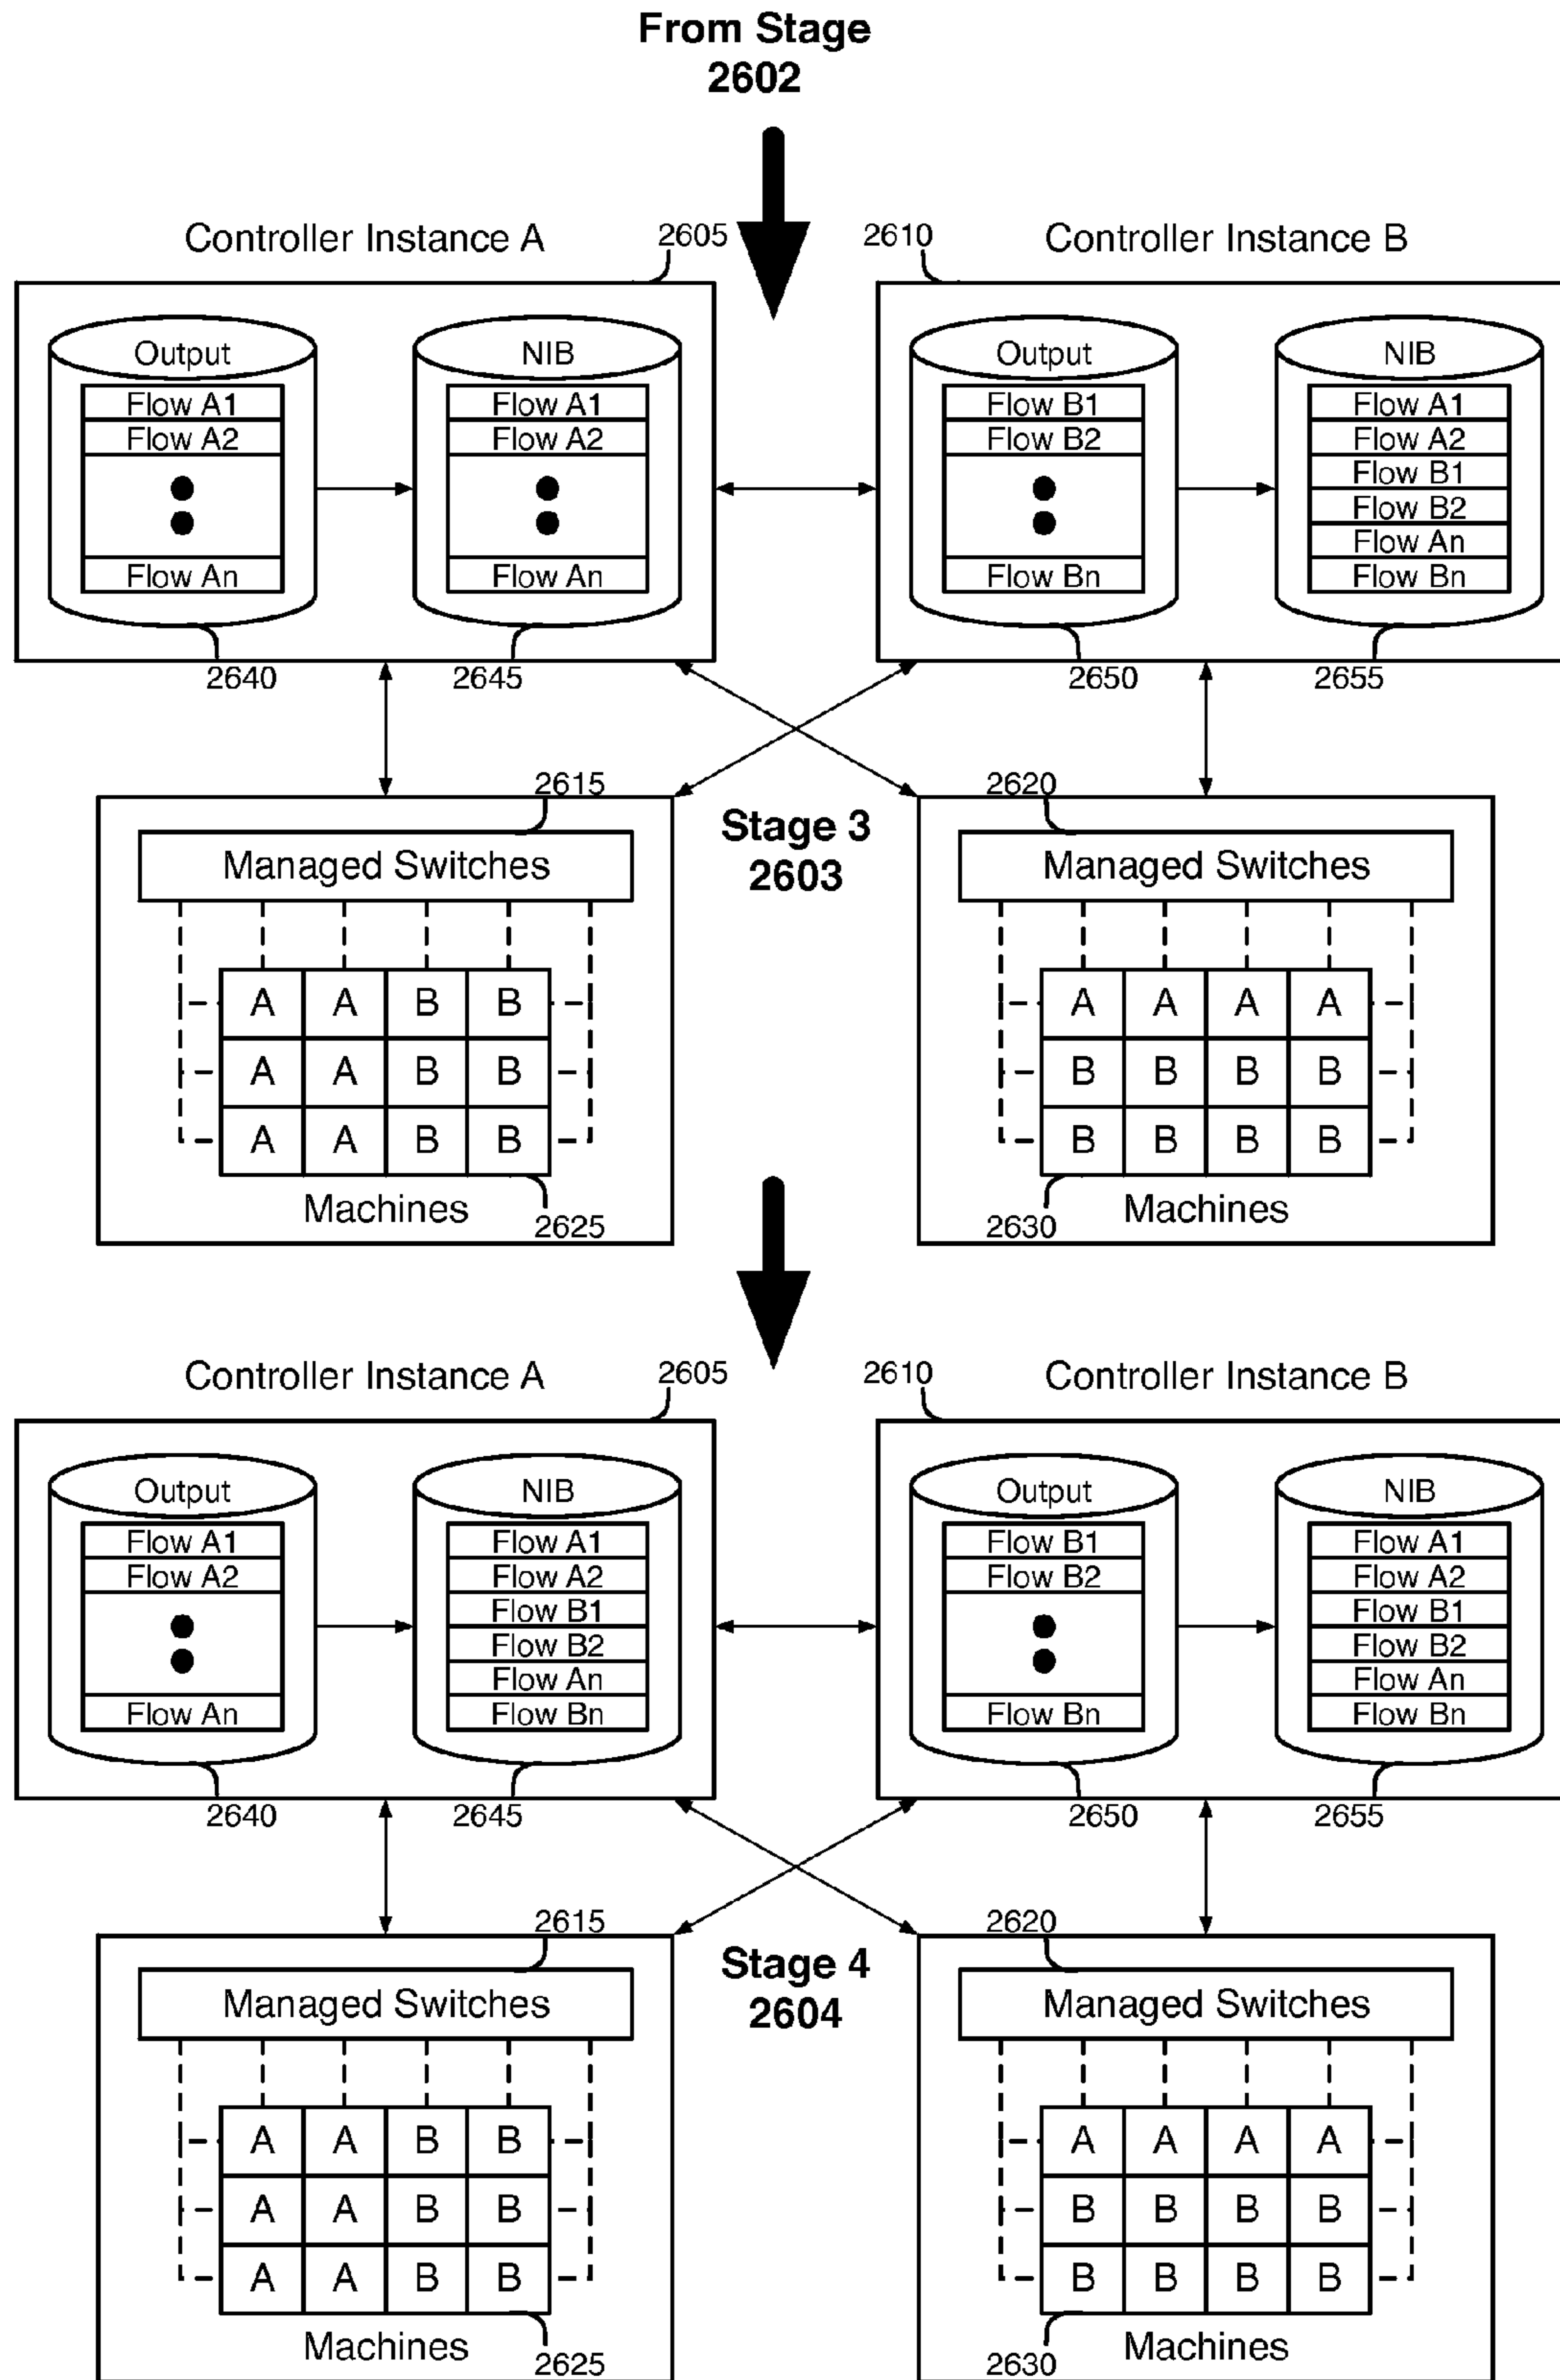 From Stage
2602
Controller Instance A
2605
2610
Controller Instance B
Output
Flow A1
Flow A2
Flow An
NIB
Flow A1
Flow A2
Flow An
Output
Flow B1
Flow B2
Flow Bn
NIB
Flow A1
Flow A2
Flow B1
Flow B2
Flow An
Flow Bn
2640
2645
2650
2655
2615
2620
Stage 3
2603
Managed Switches
A A B B
A A B B
A A B B
Machines
2625
Managed Switches
A A A A
B B B B
B B B B
2630
Machines
Controller Instance A
2605
2610
Controller Instance B
Output
Flow A1
Flow A2
Flow An
NIB
Flow A1
Flow A2
Flow B1
Flow B2
Flow An
Flow Bn
Output
Flow B1
Flow B2
Flow Bn
NIB
Flow A1
Flow A2
Flow B1
Flow B2
Flow An
Flow Bn
2640
2645
2650
2655
2615
2620
Stage 4
2604
Managed Switches
A A B B
A A B B
A A B B
Machines
2625
Managed Switches
A A A A
B B B B
B B B B
2630
Machines